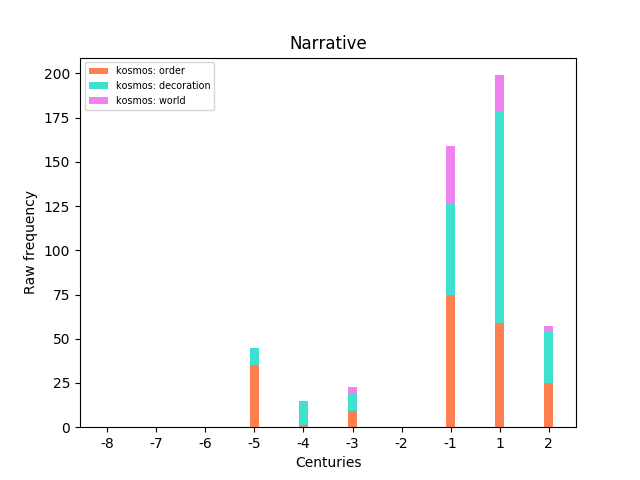 Narrative
kosmos: order
kosmos: decoration
kosmos: world
Raw frequency
200
175
150
125
100
75
50
25
0
-8 -7 -6 -5 -4 -3 -2 -1 1 2
Centuries